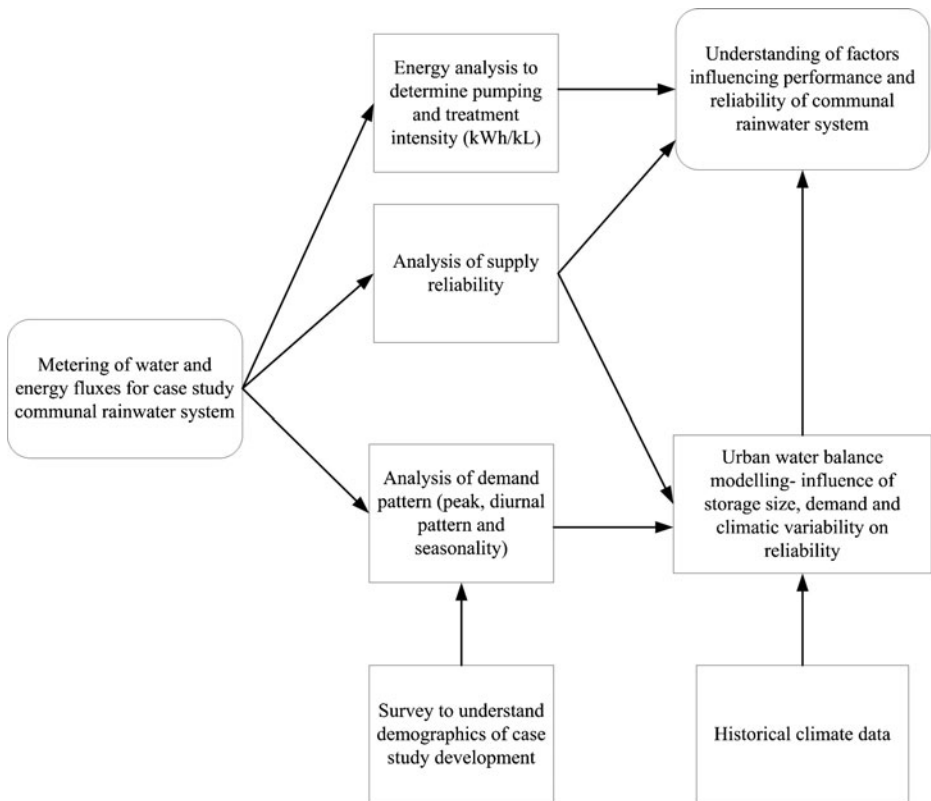 Energy analysis to
determine pumping
and treatment
intensity (kWh/kL)
Understanding of factors
influencing performance and
reliability of communal
rainwater system
Analysis of supply
reliability
Metering of water and
energy fluxes for case study
communal rainwater system
Analysis of demand
pattern (peak, diurnal
pattern and
seasonality)
Urban water balance
modelling- influence of
storage size, demand and
climatic variability on
reliability
Survey to understand
demographics of case
study development
Historical climate data